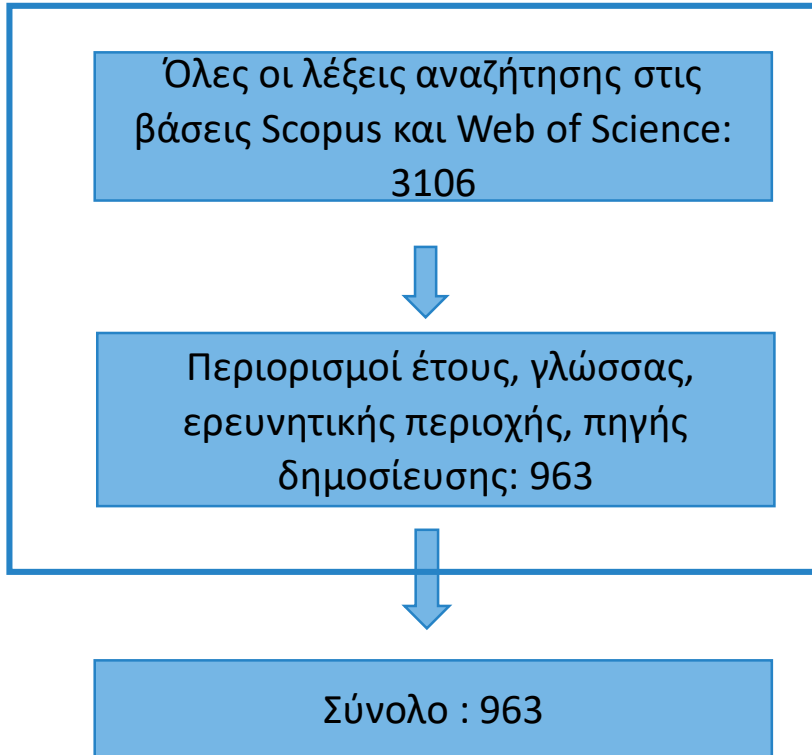 Όλες οι λέξεις αναζήτησης στις
βάσεις Scopus και Web of Science:
3106
Περιορισμοί έτους, γλώσσας,
ερευνητικής περιοχής, πηγής
δημοσίευσης: 963
Σύνολο : 963